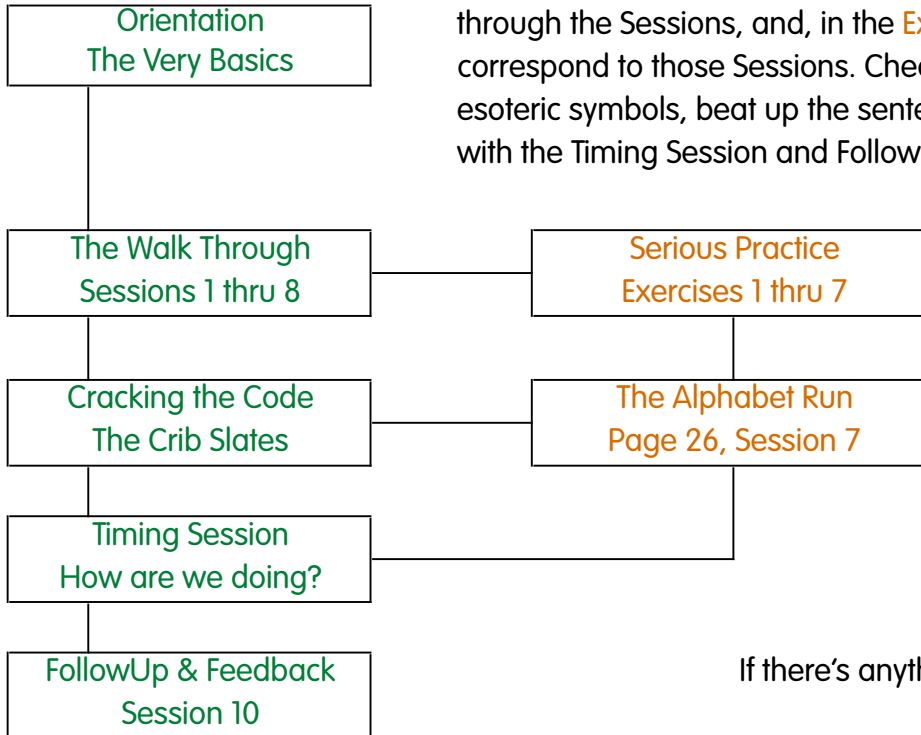 Orientation
The Very Basics
through the Sessions, and, in the
correspond to those Sessions.
esoteric symbols, beat up the
with the Timing Session and Follow
The Walk Through
Sessions 1 thru 8
Serious Practice
Exercises 1 thru 7
Cracking the Code
The Crib Slates
The Alphabet Run
Page 26, Session 7
Timing Session
How are we doing?
FollowUp & Feedback
Session 10
If there's